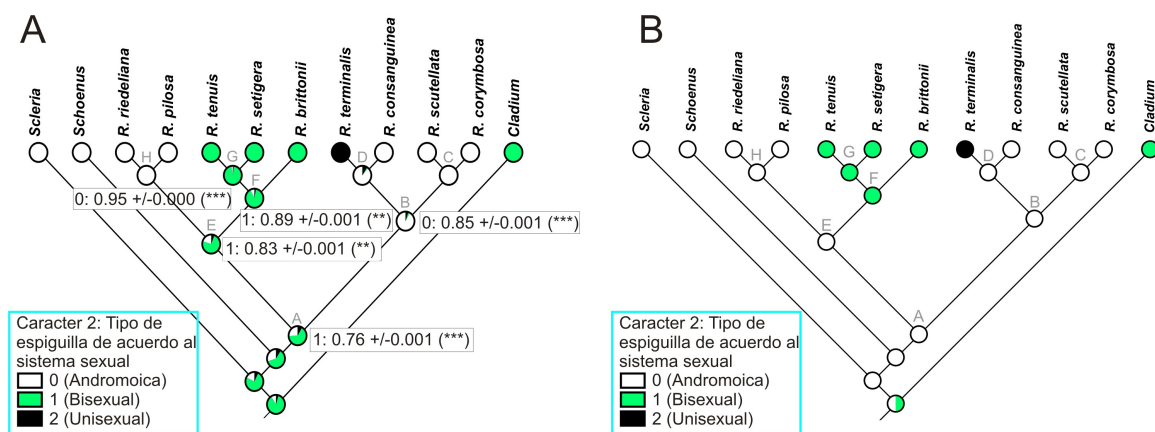 A
Scleria
Schoenus
R. riedeliana
R. pilosa
R. tenuis
R. setigera
R. brittonii
R. terminalis
R. consanguinea
R. scutellata
R. corymbosa
Cladium
H
G
D
C
F
B
E
A
0: 0.95 +/-0.000 (***)
1: 0.89 +/-0.001 (**)
0: 0.85 +/-0.001 (***)
1: 0.83 +/-0.001 (**)
1: 0.76 +/-0.001 (***)
Caracter 2: Tipo de
espiguilla de acuerdo al
sistema sexual
0 (Andromoica)
1 (Bisexual)
2 (Unisexual)
B
Scleria
Schoenus
R. riedeliana
R. pilosa
R. tenuis
R. setigera
R. brittonii
R. terminalis
R. consanguinea
R. scutellata
R. corymbosa
Cladium
H
G
D
C
F
B
E
A
Caracter 2: Tipo de
espiguilla de acuerdo al
sistema sexual
0 (Andromoica)
1 (Bisexual)
2 (Unisexual)